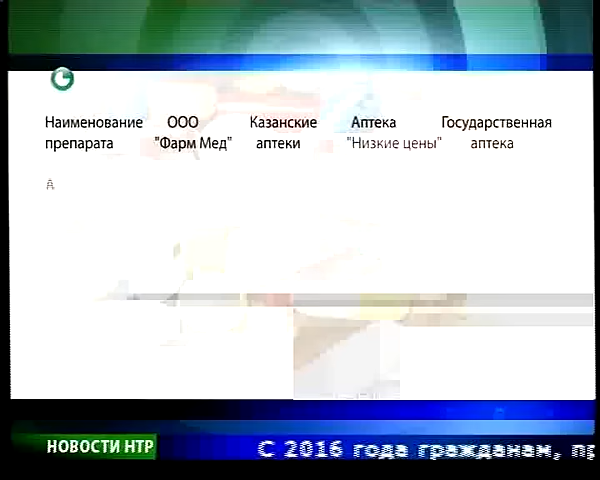 Наименование ООО Казанские Аптека Государственная
препарата "Фарм Мед" аптеки "Низкие цены" аптека
А
НОВОСТИ НТР С 2016 года гражданам,